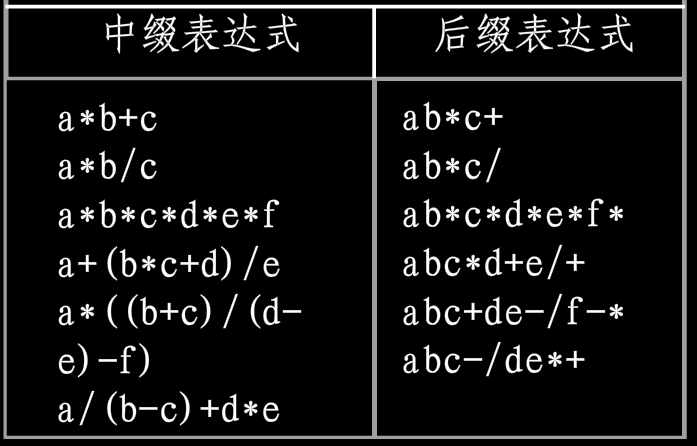 中缀表达式
后缀表达式
a*b+c
a*b/c
a*b*c*d*e*f
a+(b*c+d)/e
a*((b+c)/(d-
e)-f)
a/(b-c)+d*e
ab*c+
ab*c/
ab*c*d*e*f*
abc*d+e/+
abc+de-/f-*
abc-/de*+